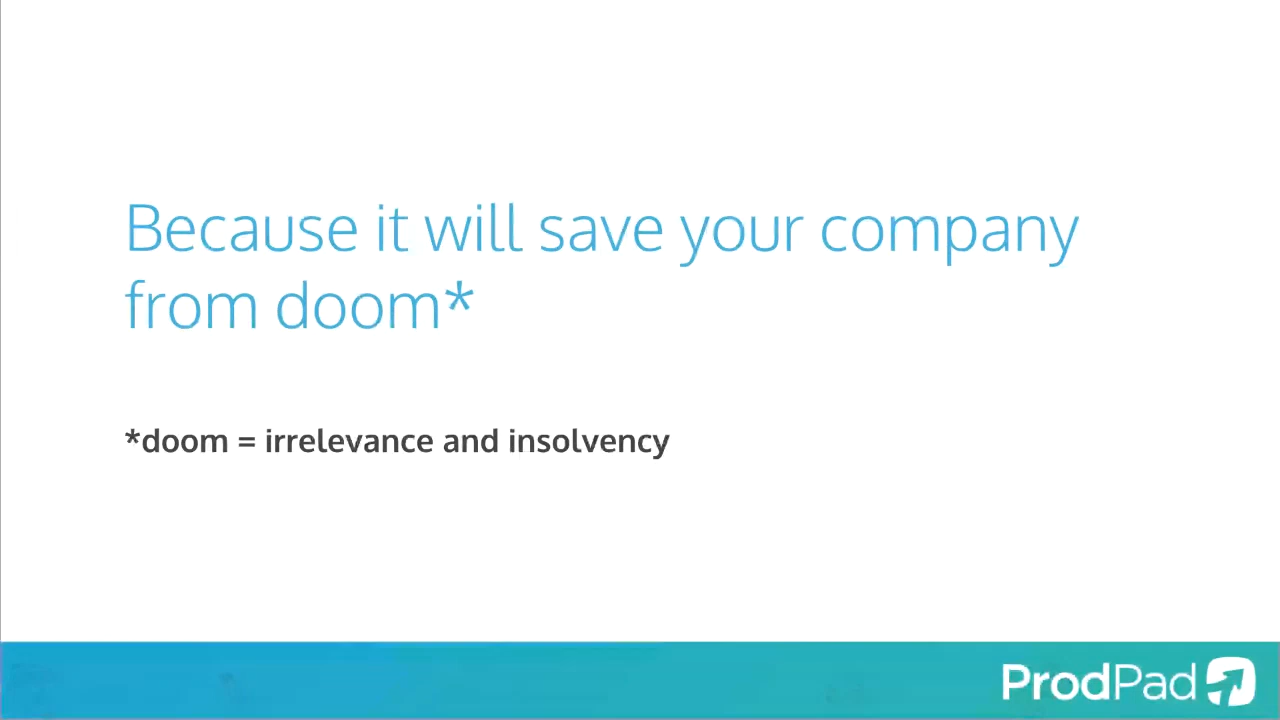 Because it will save your company
from doom*
*doom = irrelevance and insolvency
ProdPad